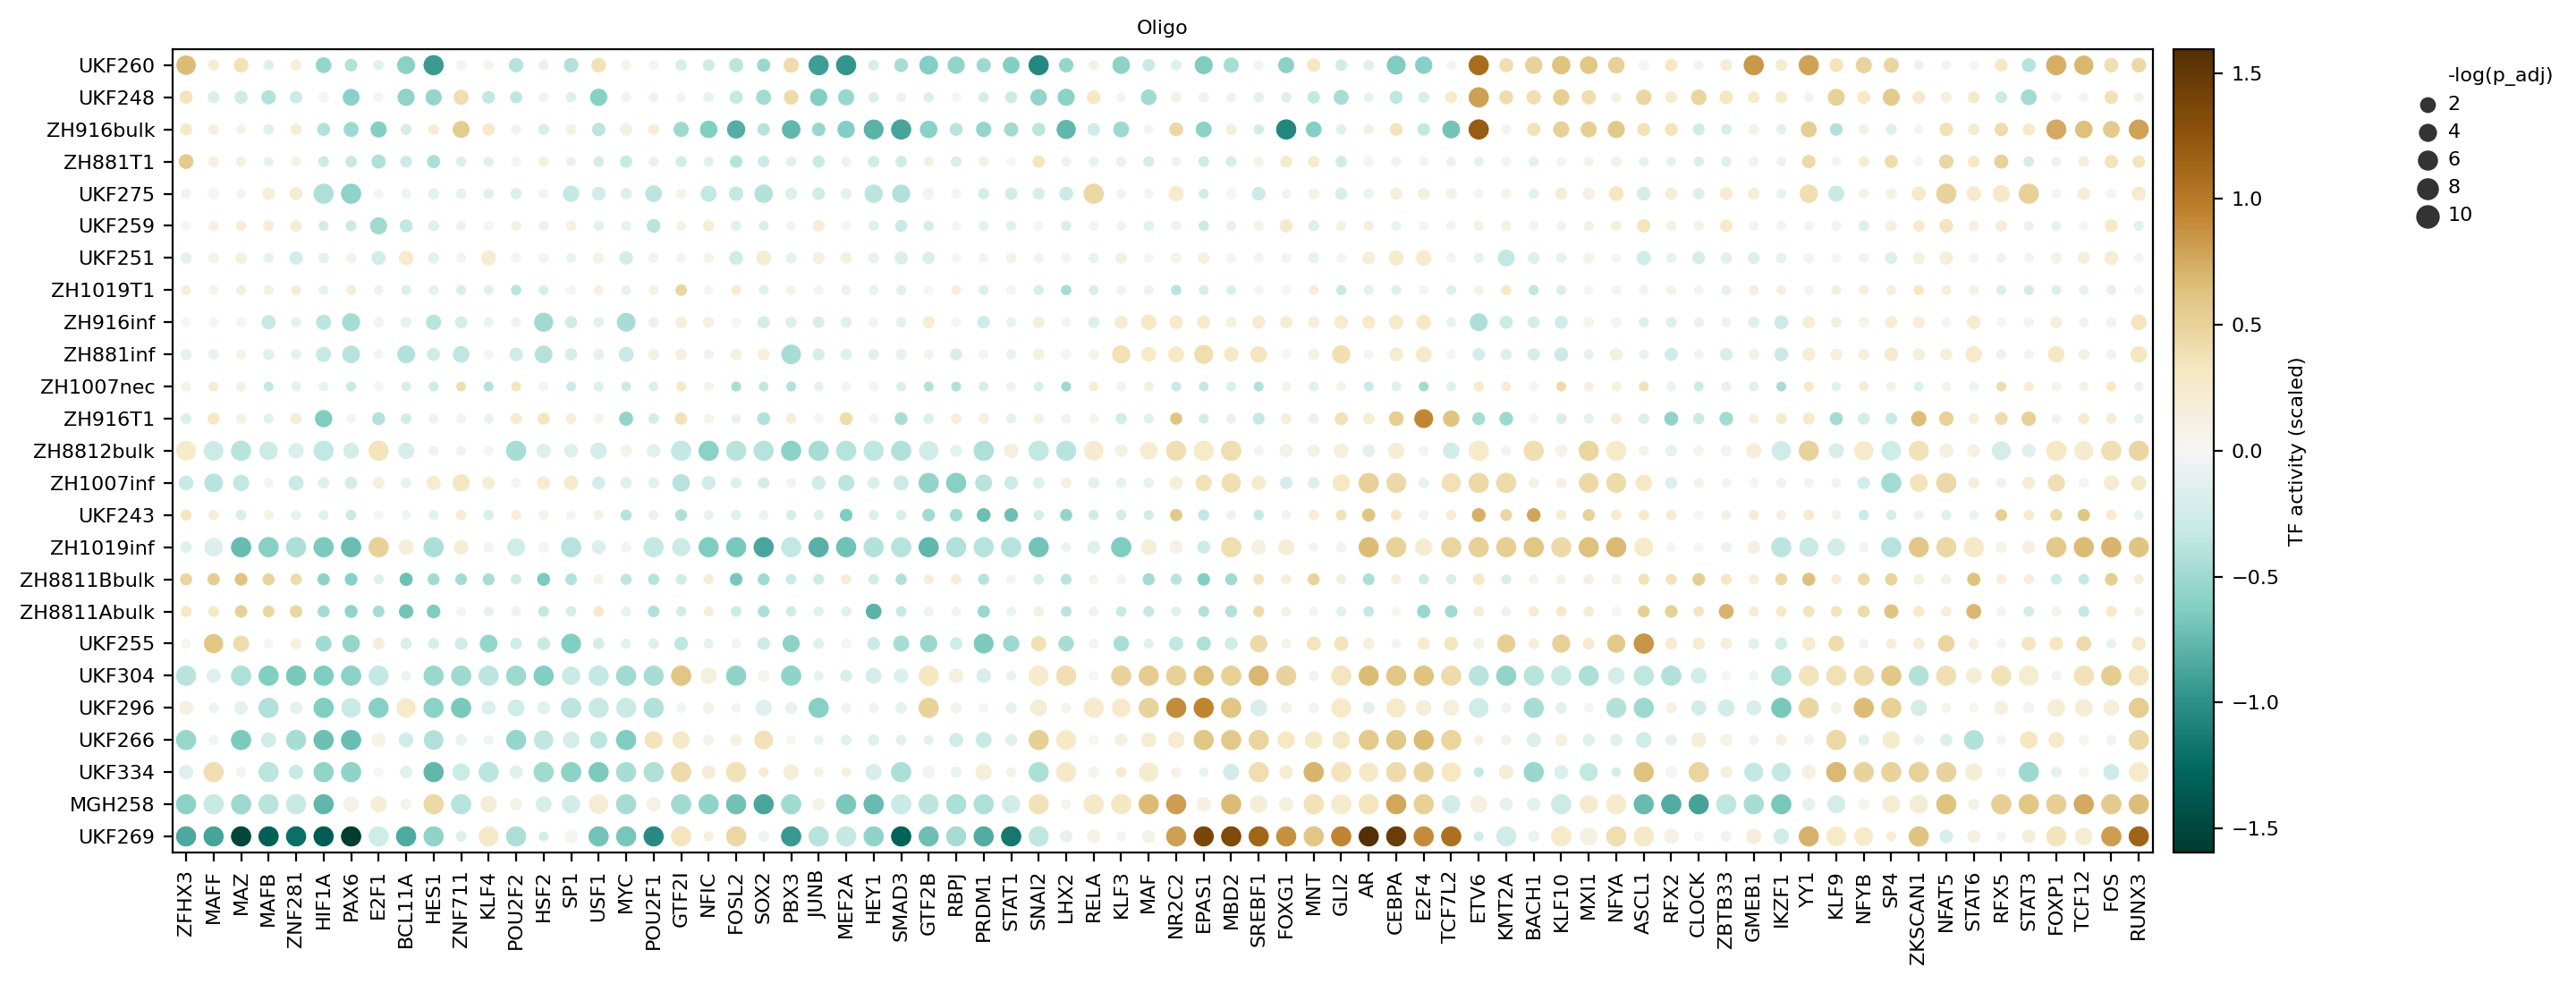 Oligo
UKF260
UKF248
ZH916bulk
ZH881T1
UKF275
UKF259
UKF251
ZH1019T1
ZH916inf
ZH881inf
ZH1007nec
ZH916T1
ZH8812bulk
ZH1007inf
UKF243
ZH1019inf
ZH8811Bbulk
ZH8811Abulk
UKF255
UKF304
UKF296
UKF266
UKF334
MGH258
UKF269
ZFHX3
MAFF
MAZ
MAFB
ZNF281
HIF1A
PAX6
E2F1
BCL11A
HES1
ZNF711
KLF4
POU2F2
HSF2
SP1
USF1
MYC
POU2F1
GTF2I
NFIC
FOSL2
SOX2
PBX3
JUNB
MEF2A
HEY1
SMAD3
GTF2B
RBPJ
PRDM1
STAT1
SNAI2
LHX2
RELA
KLF3
MAF
NR2C2
EPAS1
MBD2
SREBF1
FOXG1
MNT
GLI2
AR
CEBPA
E2F4
TCF7L2
ETV6
KMT2A
BACH1
KLF10
MXI1
NFYA
ASCL1
RFX2
CLOCK
ZBTB33
GMEB1
IKZF1
YY1
KLF9
NFYB
SP4
ZKSCAN1
NFAT5
STAT6
RFX5
STAT3
FOXP1
TCF12
FOS
RUNX3
1.5
1.0
0.5
0.0
−0.5
−1.0
−1.5
TF activity (scaled)
-log(p_adj)
2
4
6
8
10